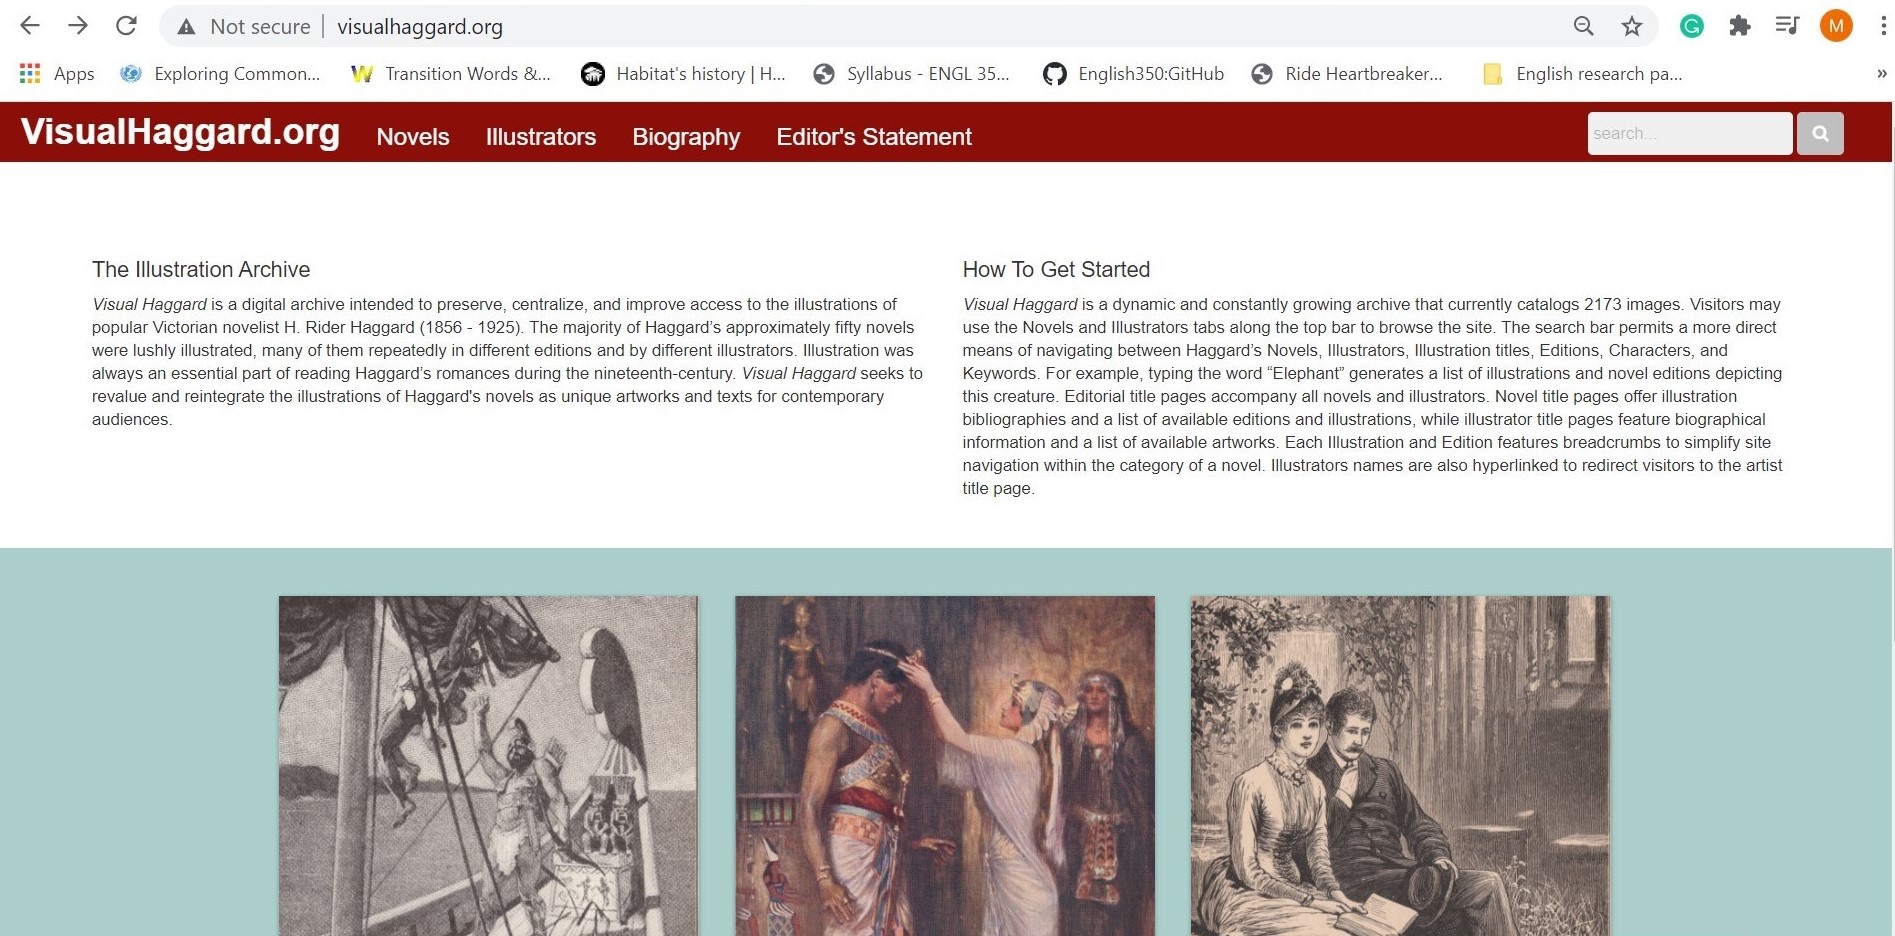 Not secure | visualhaggard.org
M
Apps Exploring Common... Transition Words &... Habitat's history | H... Syllabus - ENGL 35... English350:GitHub Ride Heartbreaker... English research pa... »
VisualHaggard.org Novels Illustrators Biography Editor's Statement search...
The Illustration Archive
Visual Haggard is a digital archive intended to preserve, centralize, and improve access to the illustrations of
popular Victorian novelist H. Rider Haggard (1856 - 1925). The majority of Haggard’s approximately fifty novels
were lushly illustrated, many of them repeatedly in different editions and by different illustrators. Illustration was
always an essential part of reading Haggard’s romances during the nineteenth-century. Visual Haggard seeks to
revalue and reintegrate the illustrations of Haggard's novels as unique artworks and texts for contemporary
audiences.
How To Get Started
Visual Haggard is a dynamic and constantly growing archive that currently catalogs 2173 images. Visitors may
use the Novels and Illustrators tabs along the top bar to browse the site. The search bar permits a more direct
means of navigating between Haggard’s Novels, Illustrators, Illustration titles, Editions, Characters, and
Keywords. For example, typing the word “Elephant” generates a list of illustrations and novel editions depicting
this creature. Editorial title pages accompany all novels and illustrators. Novel title pages offer illustration
bibliographies and a list of available editions and illustrations, while illustrator title pages feature biographical
information and a list of available artworks. Each Illustration and Edition features breadcrumbs to simplify site
navigation within the category of a novel. Illustrators names are also hyperlinked to redirect visitors to the artist
title page.